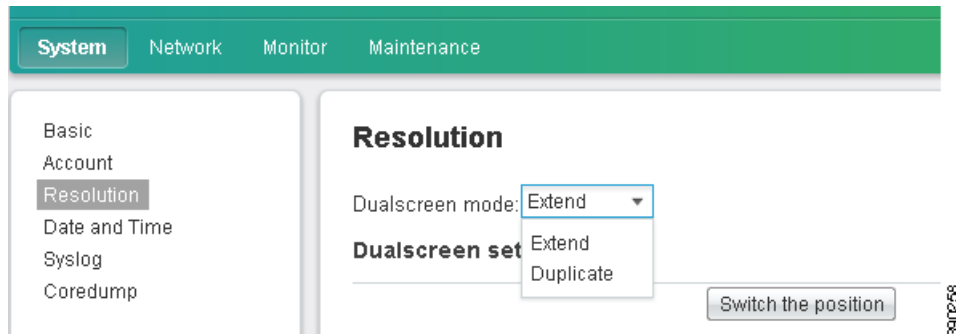 System Network Monitor Maintenance
Basic
Account
Resolution
Date and Time
Syslog
Coredump
Resolution
Dualscreen mode: Extend
Extend
Duplicate
Dualscreen set
Switch the position
390258